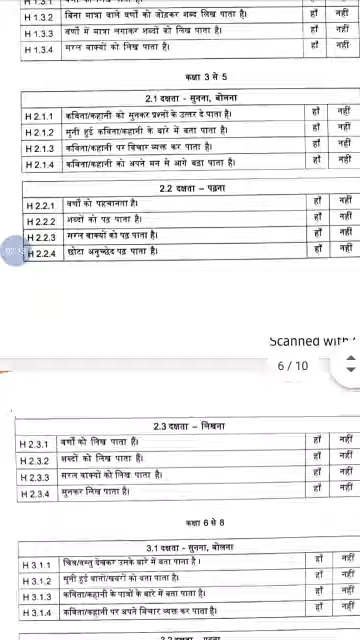 H 1.3.2 बिना मात्रा वाले वर्णों को जोड़कर शब्द लिख पाता है। हाँ नहीं
H 1.3.3 वर्णों में मात्रा लगाकर शब्दों को लिख पाता है। हाँ नहीं
H 1.3.4 सरल वाक्यों को लिख पाता है। हाँ नहीं
कक्षा 3 से 5
2.1 दक्षता - सुनना, बोलना
H 2.1.1 कविता/कहानी को सुनकर प्रश्नों के उत्तर दे पाता है। हाँ नहीं
H 2.1.2 सुनी हुई कविता/कहानी के बारे में बता पाता है। हाँ नहीं
H 2.1.3 कविता/कहानी पर विचार व्यक्त कर पाता है। हाँ नहीं
H 2.1.4 कविता/कहानी को अपने मन से आगे बढ़ा पाता है। हाँ नहीं
2.2 दक्षता – पढ़ना
H 2.2.1 वर्णों को पहचानता है। हाँ नहीं
H 2.2.2 शब्दों को पढ़ पाता है। हाँ नहीं
H 2.2.3 सरल वाक्यों को पढ़ पाता है। हाँ नहीं
H 2.2.4 छोटा अनुच्छेद पढ़ पाता है। हाँ नहीं
Scanned with
6 / 10
2.3 दक्षता – लिखना
H 2.3.1 वर्णों को लिख पाता है। हाँ नहीं
H 2.3.2 शब्दों को लिख पाता है। हाँ नहीं
H 2.3.3 सरल वाक्यों को लिख पाता है। हाँ नहीं
H 2.3.4 सुनकर लिख पाता है। हाँ नहीं
कक्षा 6 से 8
3.1 दक्षता - सुनना, बोलना
H 3.1.1 चित्र/वस्तु देखकर उसके बारे में बता पाता है। हाँ नहीं
H 3.1.2 सुनी हुई वार्ता/खबरों को बता पाता है। हाँ नहीं
H 3.1.3 कविता/कहानी के पात्रों के बारे में बता पाता है। हाँ नहीं
H 3.1.4 कविता/कहानी पर अपने विचार व्यक्त कर पाता है। हाँ नहीं